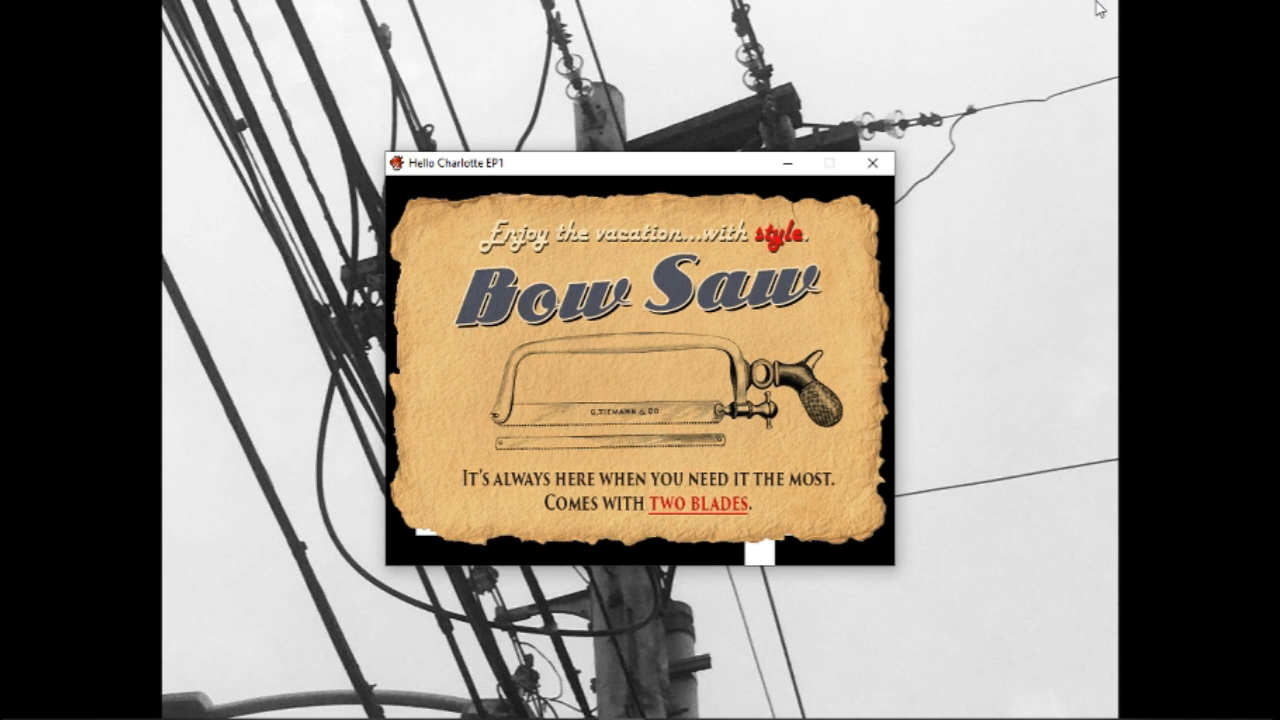 Hello Charlotte EP1
Enjoy the vacation...with style.
Bow Saw
G.TIEMANN & CO
IT'S ALWAYS HERE WHEN YOU NEED IT THE MOST.
COMES WITH TWO BLADES.